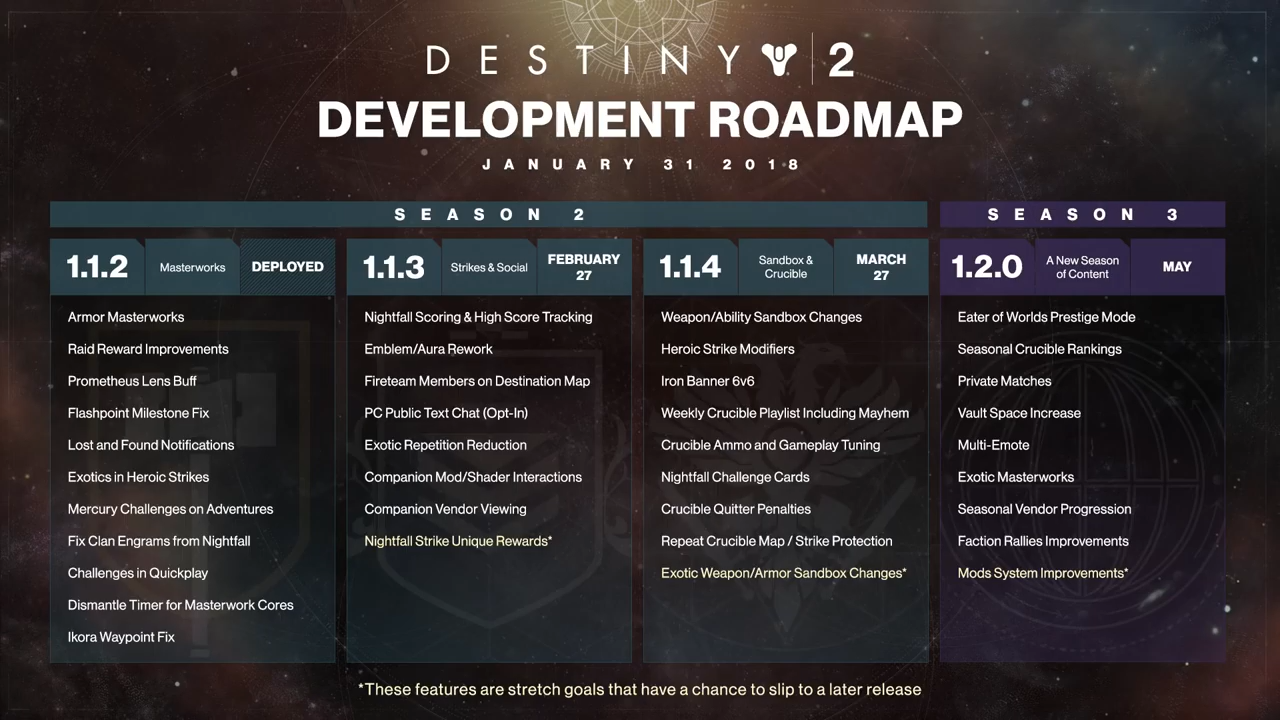 DESTINY 2
DEVELOPMENT ROADMAP
JANUARY 31 2018
SEASON 2
1.1.2
Masterworks
DEPLOYED
Armor Masterworks
Raid Reward Improvements
Prometheus Lens Buff
Flashpoint Milestone Fix
Lost and Found Notifications
Exotics in Heroic Strikes
Mercury Challenges on Adventures
Fix Clan Engrams from Nightfall
Challenges in Quickplay
Dismantle Timer for Masterwork Cores
Ikora Waypoint Fix
1.1.3
Strikes & Social
FEBRUARY
27
Nightfall Scoring & High Score Tracking
Emblem/Aura Rework
Fireteam Members on Destination Map
PC Public Text Chat (Opt-In)
Exotic Repetition Reduction
Companion Mod/Shader Interactions
Companion Vendor Viewing
Nightfall Strike Unique Rewards*
1.1.4
Sandbox &
Crucible
MARCH
27
Weapon/Ability Sandbox Changes
Heroic Strike Modifiers
Iron Banner 6v6
Weekly Crucible Playlist Including Mayhem
Crucible Ammo and Gameplay Tuning
Nightfall Challenge Cards
Crucible Quitter Penalties
Repeat Crucible Map / Strike Protection
Exotic Weapon/Armor Sandbox Changes*
SEASON 3
1.2.0
A New Season
of Content
MAY
Eater of Worlds Prestige Mode
Seasonal Crucible Rankings
Private Matches
Vault Space Increase
Multi-Emote
Exotic Masterworks
Seasonal Vendor Progression
Faction Rallies Improvements
Mods System Improvements*
*These features are stretch goals that have a chance to slip to a later release